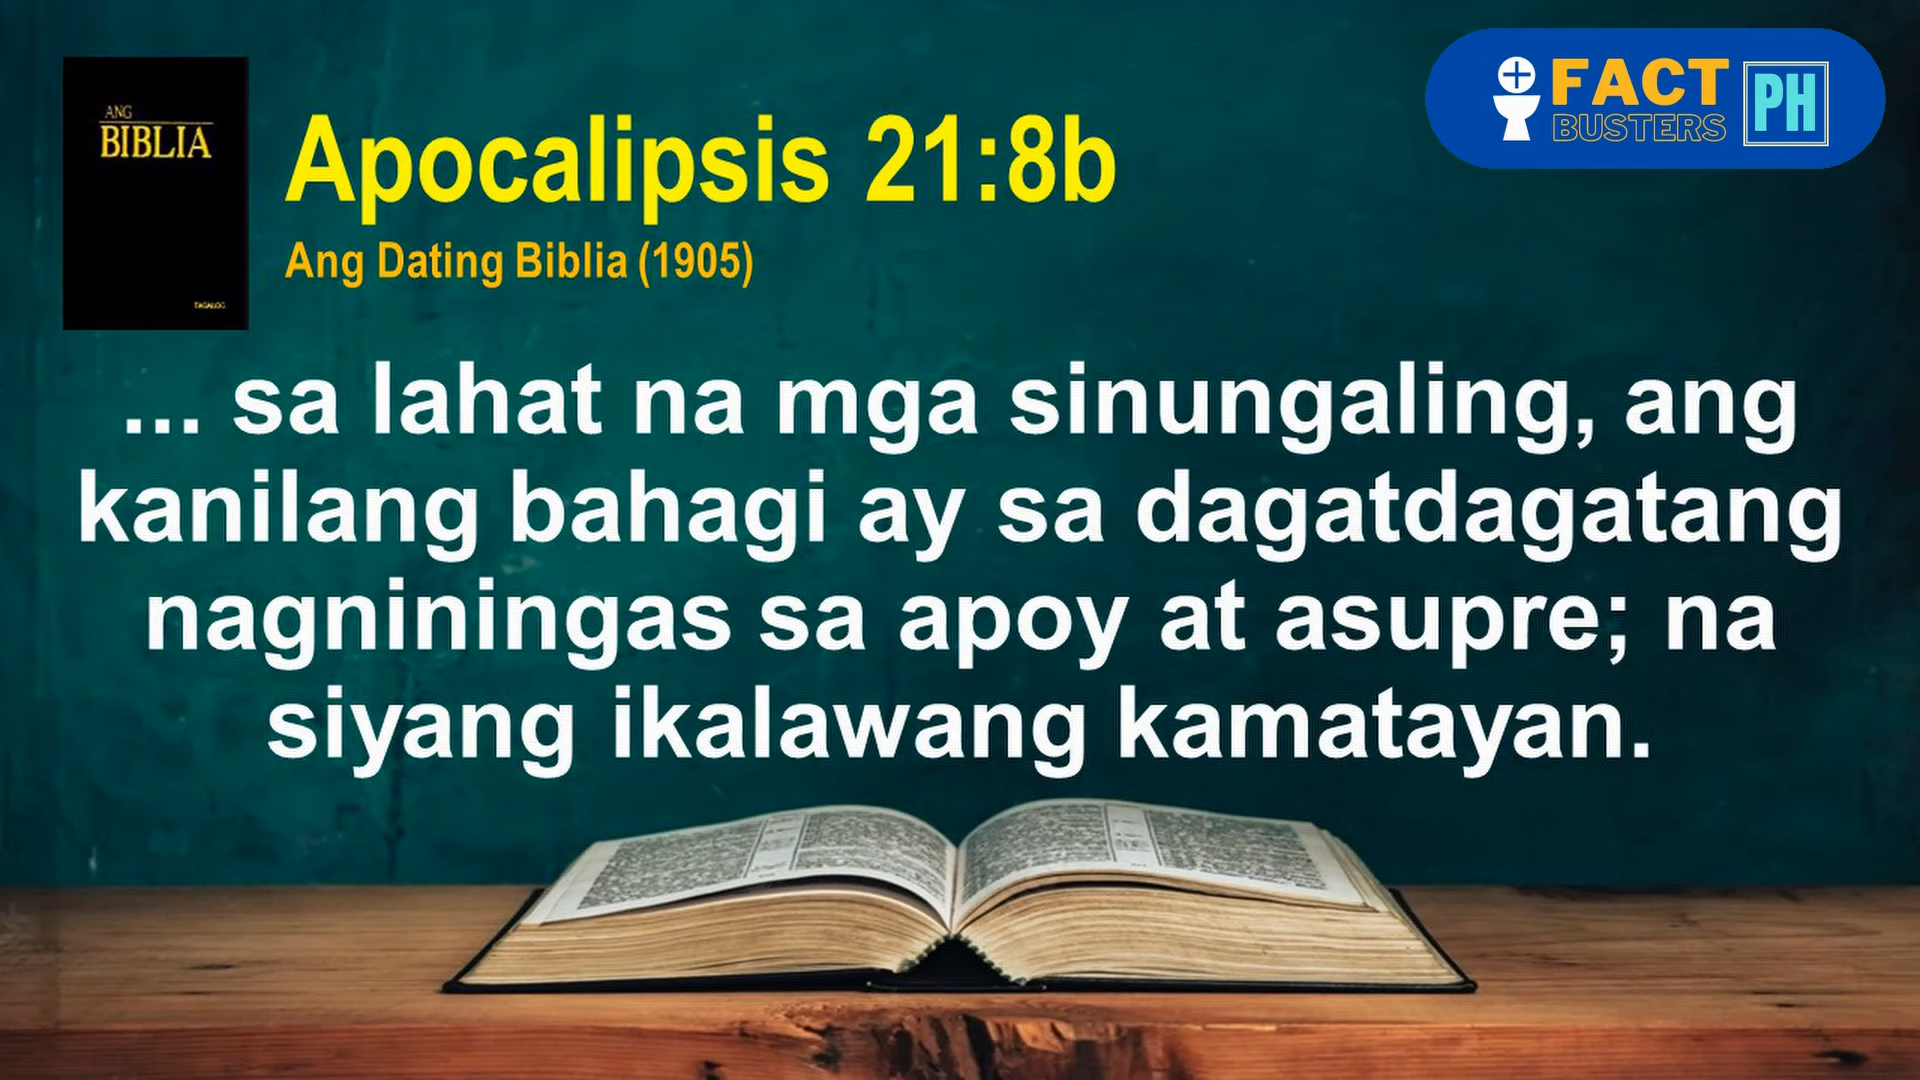 ANG
BIBLIA
TAGALOG
Apocalipsis 21:8b
Ang Dating Biblia (1905)
FACT
BUSTERS
PH
... sa lahat na mga sinungaling, ang
kanilang bahagi ay sa dagatdagatang
nagniningas sa apoy at asupre; na
siyang ikalawang kamatayan.